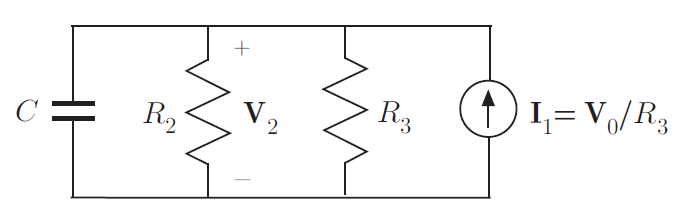 +
C R₂ V₂ R₃ I₁= V₀/R₃
−